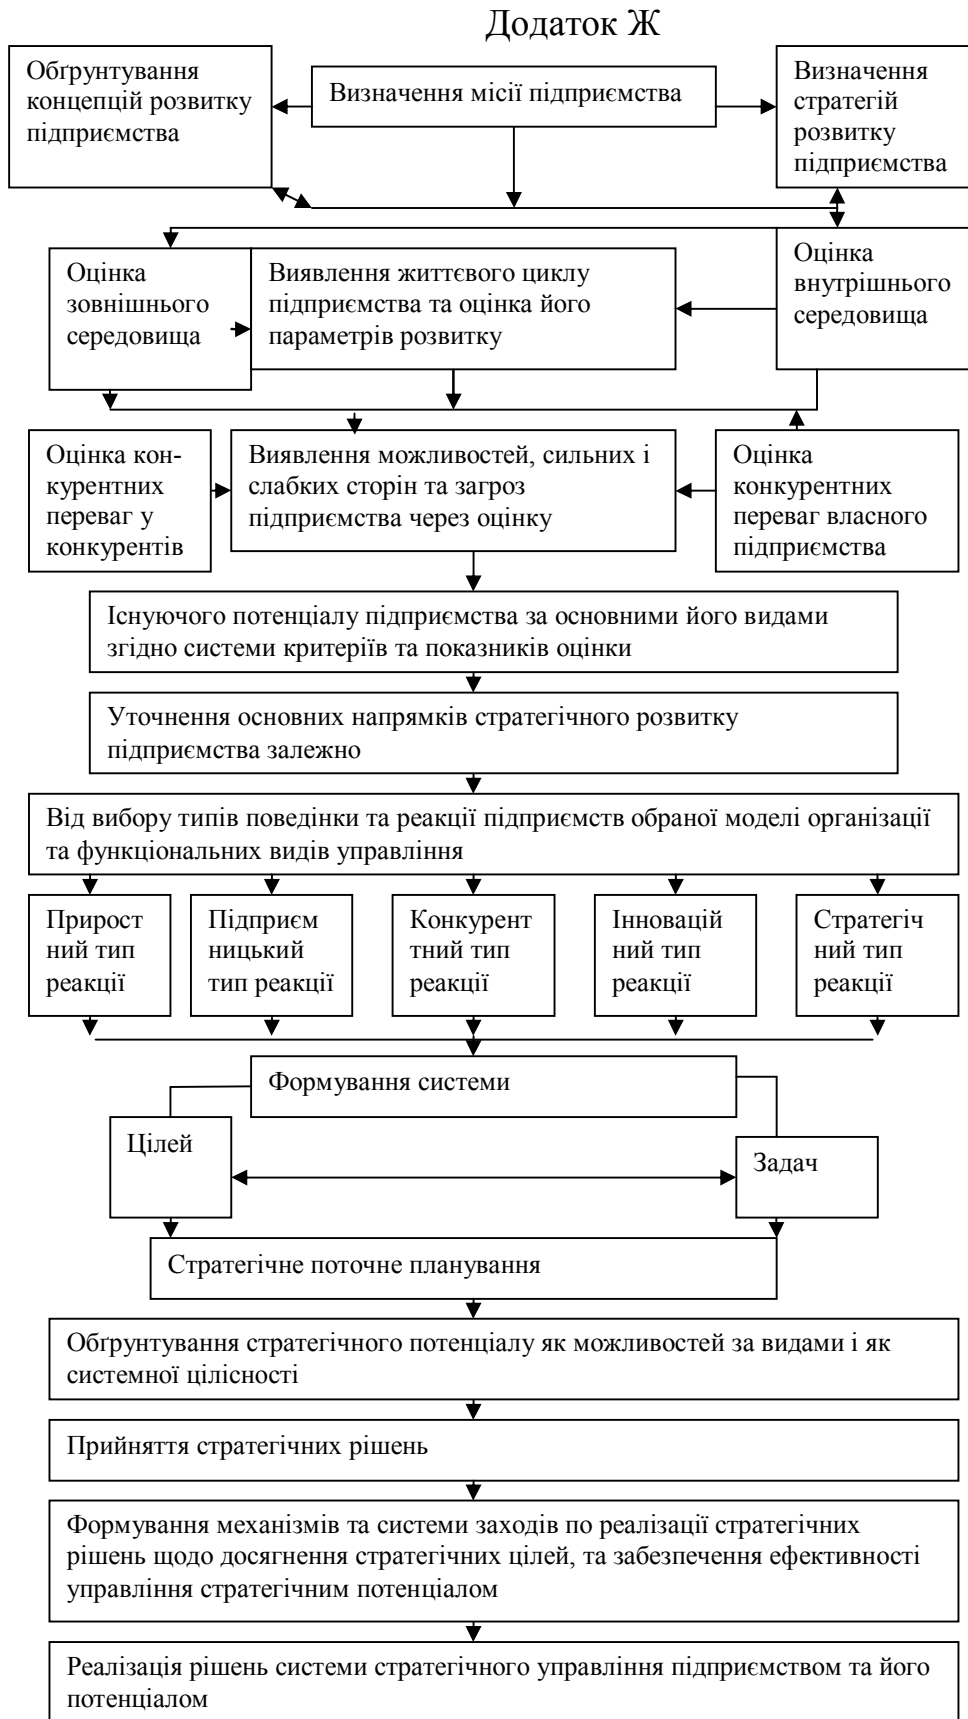 Додаток Ж
Обґрунтування
концепцій розвитку
підприємства
Визначення місії підприємства
Визначення
стратегій
розвитку
підприємства
Оцінка
зовнішнього
середовища
Виявлення життєвого циклу
підприємства та оцінка його
параметрів розвитку
Оцінка
внутрішнього
середовища
Оцінка кон-
курентних
переваг у
конкурентів
Виявлення можливостей, сильних і
слабких сторін та загроз
підприємства через оцінку
Оцінка
конкурентних
переваг власного
підприємства
Існуючого потенціалу підприємства за основними його видами
згідно системи критеріїв та показників оцінки
Уточнення основних напрямків стратегічного розвитку
підприємства залежно
Від вибору типів поведінки та реакції підприємств обраної моделі організації
та функціональних видів управління
Прирост
ний тип
реакції
Підприєм
ницький
тип реакції
Конкурент
тний тип
реакції
Інновацій
ний тип
реакції
Стратегіч
ний тип
реакції
Формування системи
Цілей
Задач
Стратегічне поточне планування
Обґрунтування стратегічного потенціалу як можливостей за видами і як
системної цілісності
Прийняття стратегічних рішень
Формування механізмів та системи заходів по реалізації стратегічних
рішень щодо досягнення стратегічних цілей, та забезпечення ефективності
управління стратегічним потенціалом
Реалізація рішень системи стратегічного управління підприємством та його
потенціалом